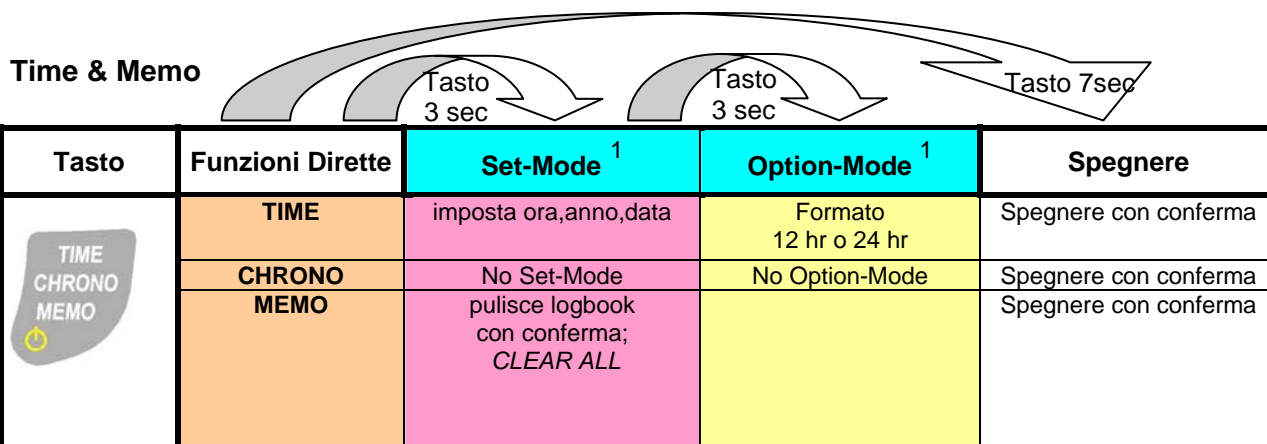 Time & Memo
Tasto
3 sec
Tasto
3 sec
Tasto 7sec
Tasto
Funzioni Dirette
Set-Mode 1
Option-Mode 1
Spegnere
TIME
CHRONO
MEMO
TIME
imposta ora,anno,data
Formato
12 hr o 24 hr
Spegnere con conferma
CHRONO
No Set-Mode
No Option-Mode
Spegnere con conferma
MEMO
pulisce logbook
con conferma;
CLEAR ALL
Spegnere con conferma